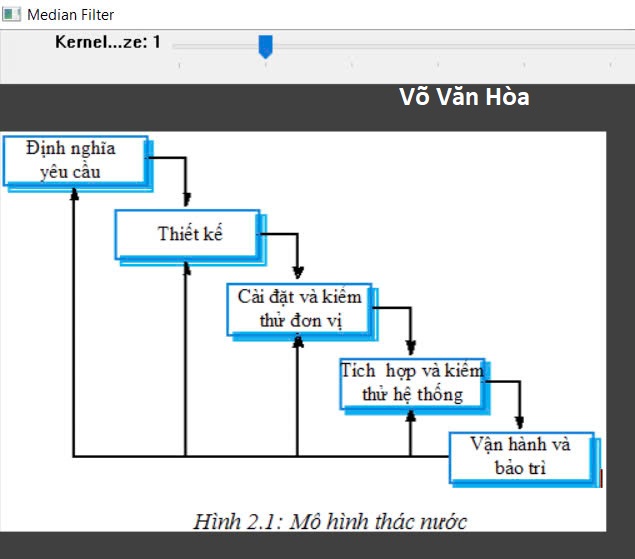 Median Filter
Kernel...ze: 1
Võ Văn Hòa
Định nghĩa
yêu cầu
Thiết kế
Cài đặt và kiểm
thử đơn vị
Tích hợp và kiểm
thử hệ thống
Vận hành và
bảo trì
Hình 2.1: Mô hình thác nước